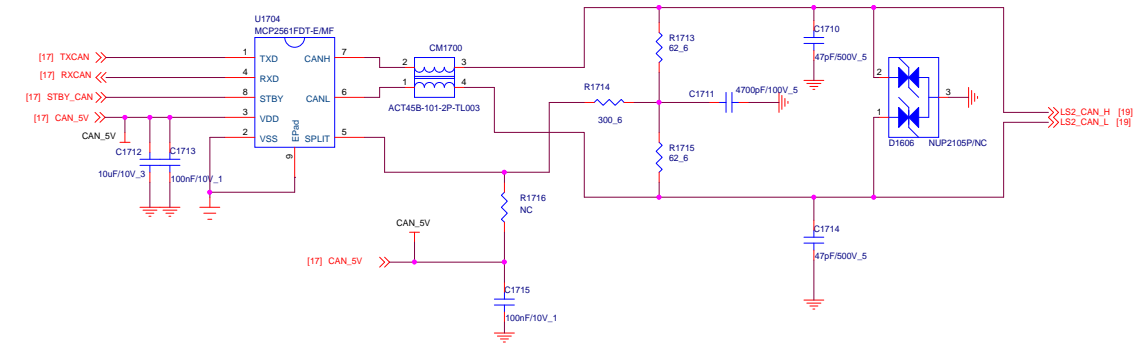 U1704
MCP2561FDT-E/MF
[17] TXCAN
[17] RXCAN
[17] STBY_CAN
[17] CAN_5V
CAN_5V
1
4
8
3
2
TXD
RXD
STBY
VDD
VSS
CANH
CANL
SPLIT
EPad
9
7
6
5
C1712
10uF/10V_3
C1713
100nF/10V_1
CM1700
2
1
3
4
ACT45B-101-2P-TL003
R1714
300_6
R1713
62_6
R1715
62_6
C1711
4700pF/100V_5
C1710
47pF/500V_5
C1714
47pF/500V_5
2
1
3
D1606
NUP2105P/NC
LS2_CAN_H [19]
LS2_CAN_L [19]
R1716
NC
CAN_5V
[17] CAN_5V
C1715
100nF/10V_1